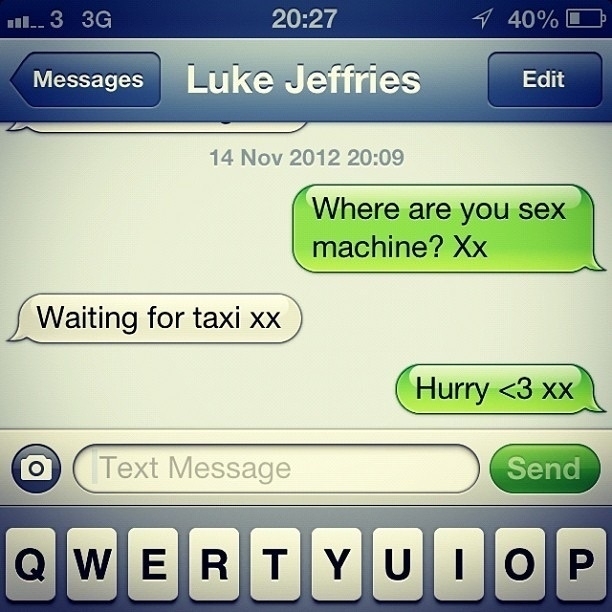 3 3G 20:27 40%
Messages Luke Jeffries Edit
14 Nov 2012 20:09
Where are you sex
machine? Xx
Waiting for taxi xx
Hurry <3 xx
Text Message Send
Q W E R T Y U I O P